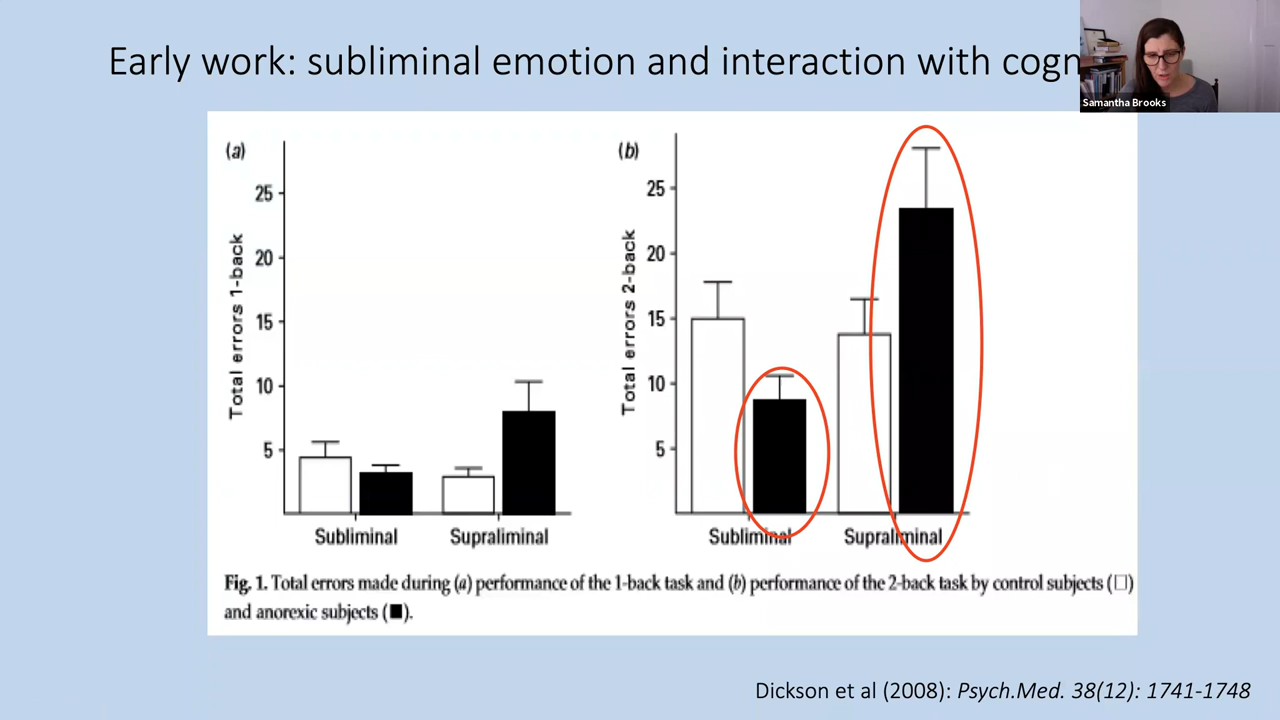 Early work: subliminal emotion and interaction with cogn
Samantha Brooks
(a)
Total errors 1-back
25
20
15
10
5
Subliminal
Supraliminal
(b)
Total errors 2-back
25
20
15
10
5
Subliminal
Supraliminal
Fig. 1. Total errors made during (a) performance of the 1-back task and (b) performance of the 2-back task by control subjects (□)
and anorexic subjects (■).
Dickson et al (2008): Psych.Med. 38(12): 1741-1748